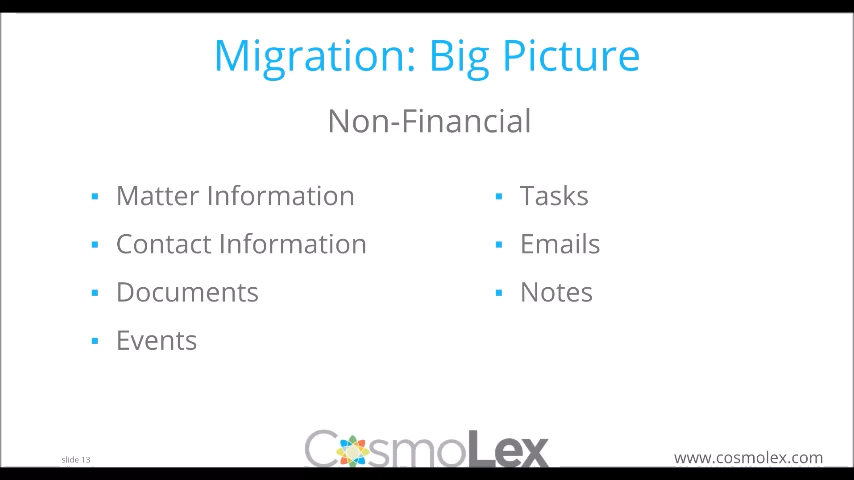 Migration: Big Picture
Non-Financial
Matter Information
Contact Information
Documents
Events
Tasks
Emails
Notes
slide 13
CosmoLex
www.cosmolex.com